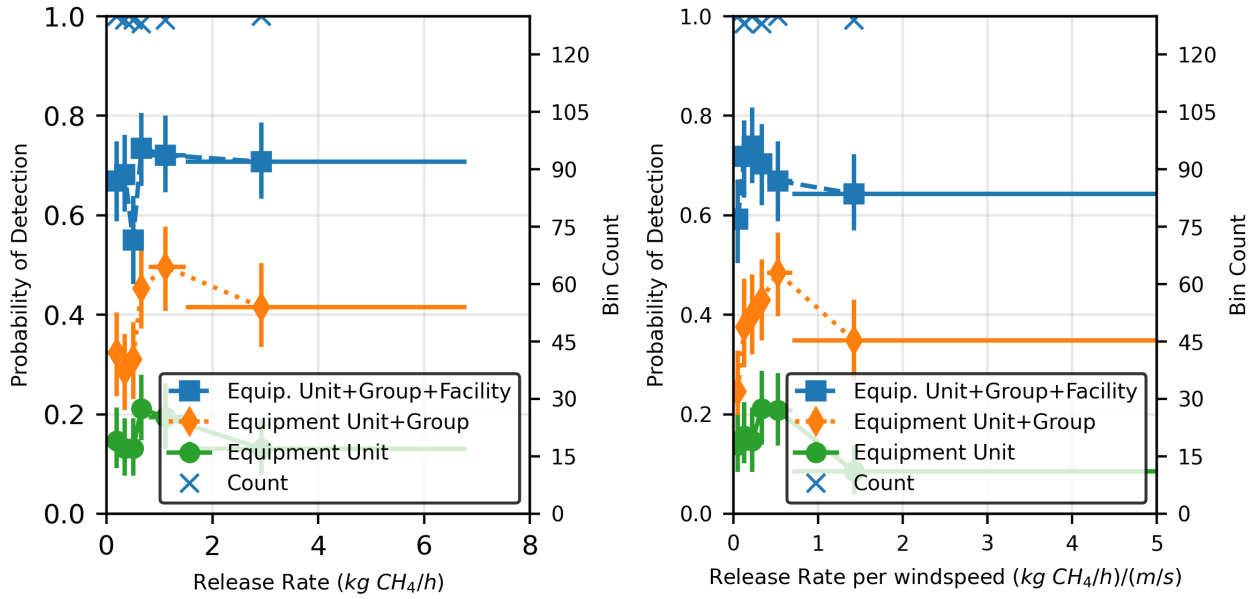 1.0
0.8
0.6
0.4
0.2
0.0
Probability of Detection
0
2
4
6
8
Release Rate (kg CH₄/h)
120
105
90
75
60
45
30
15
0
Bin Count
Equip. Unit+Group+Facility
Equipment Unit+Group
Equipment Unit
Count
1.0
0.8
0.6
0.4
0.2
0.0
Probability of Detection
0
1
2
3
4
5
Release Rate per windspeed (kg CH₄/h)/(m/s)
120
105
90
75
60
45
30
15
0
Bin Count
Equip. Unit+Group+Facility
Equipment Unit+Group
Equipment Unit
Count